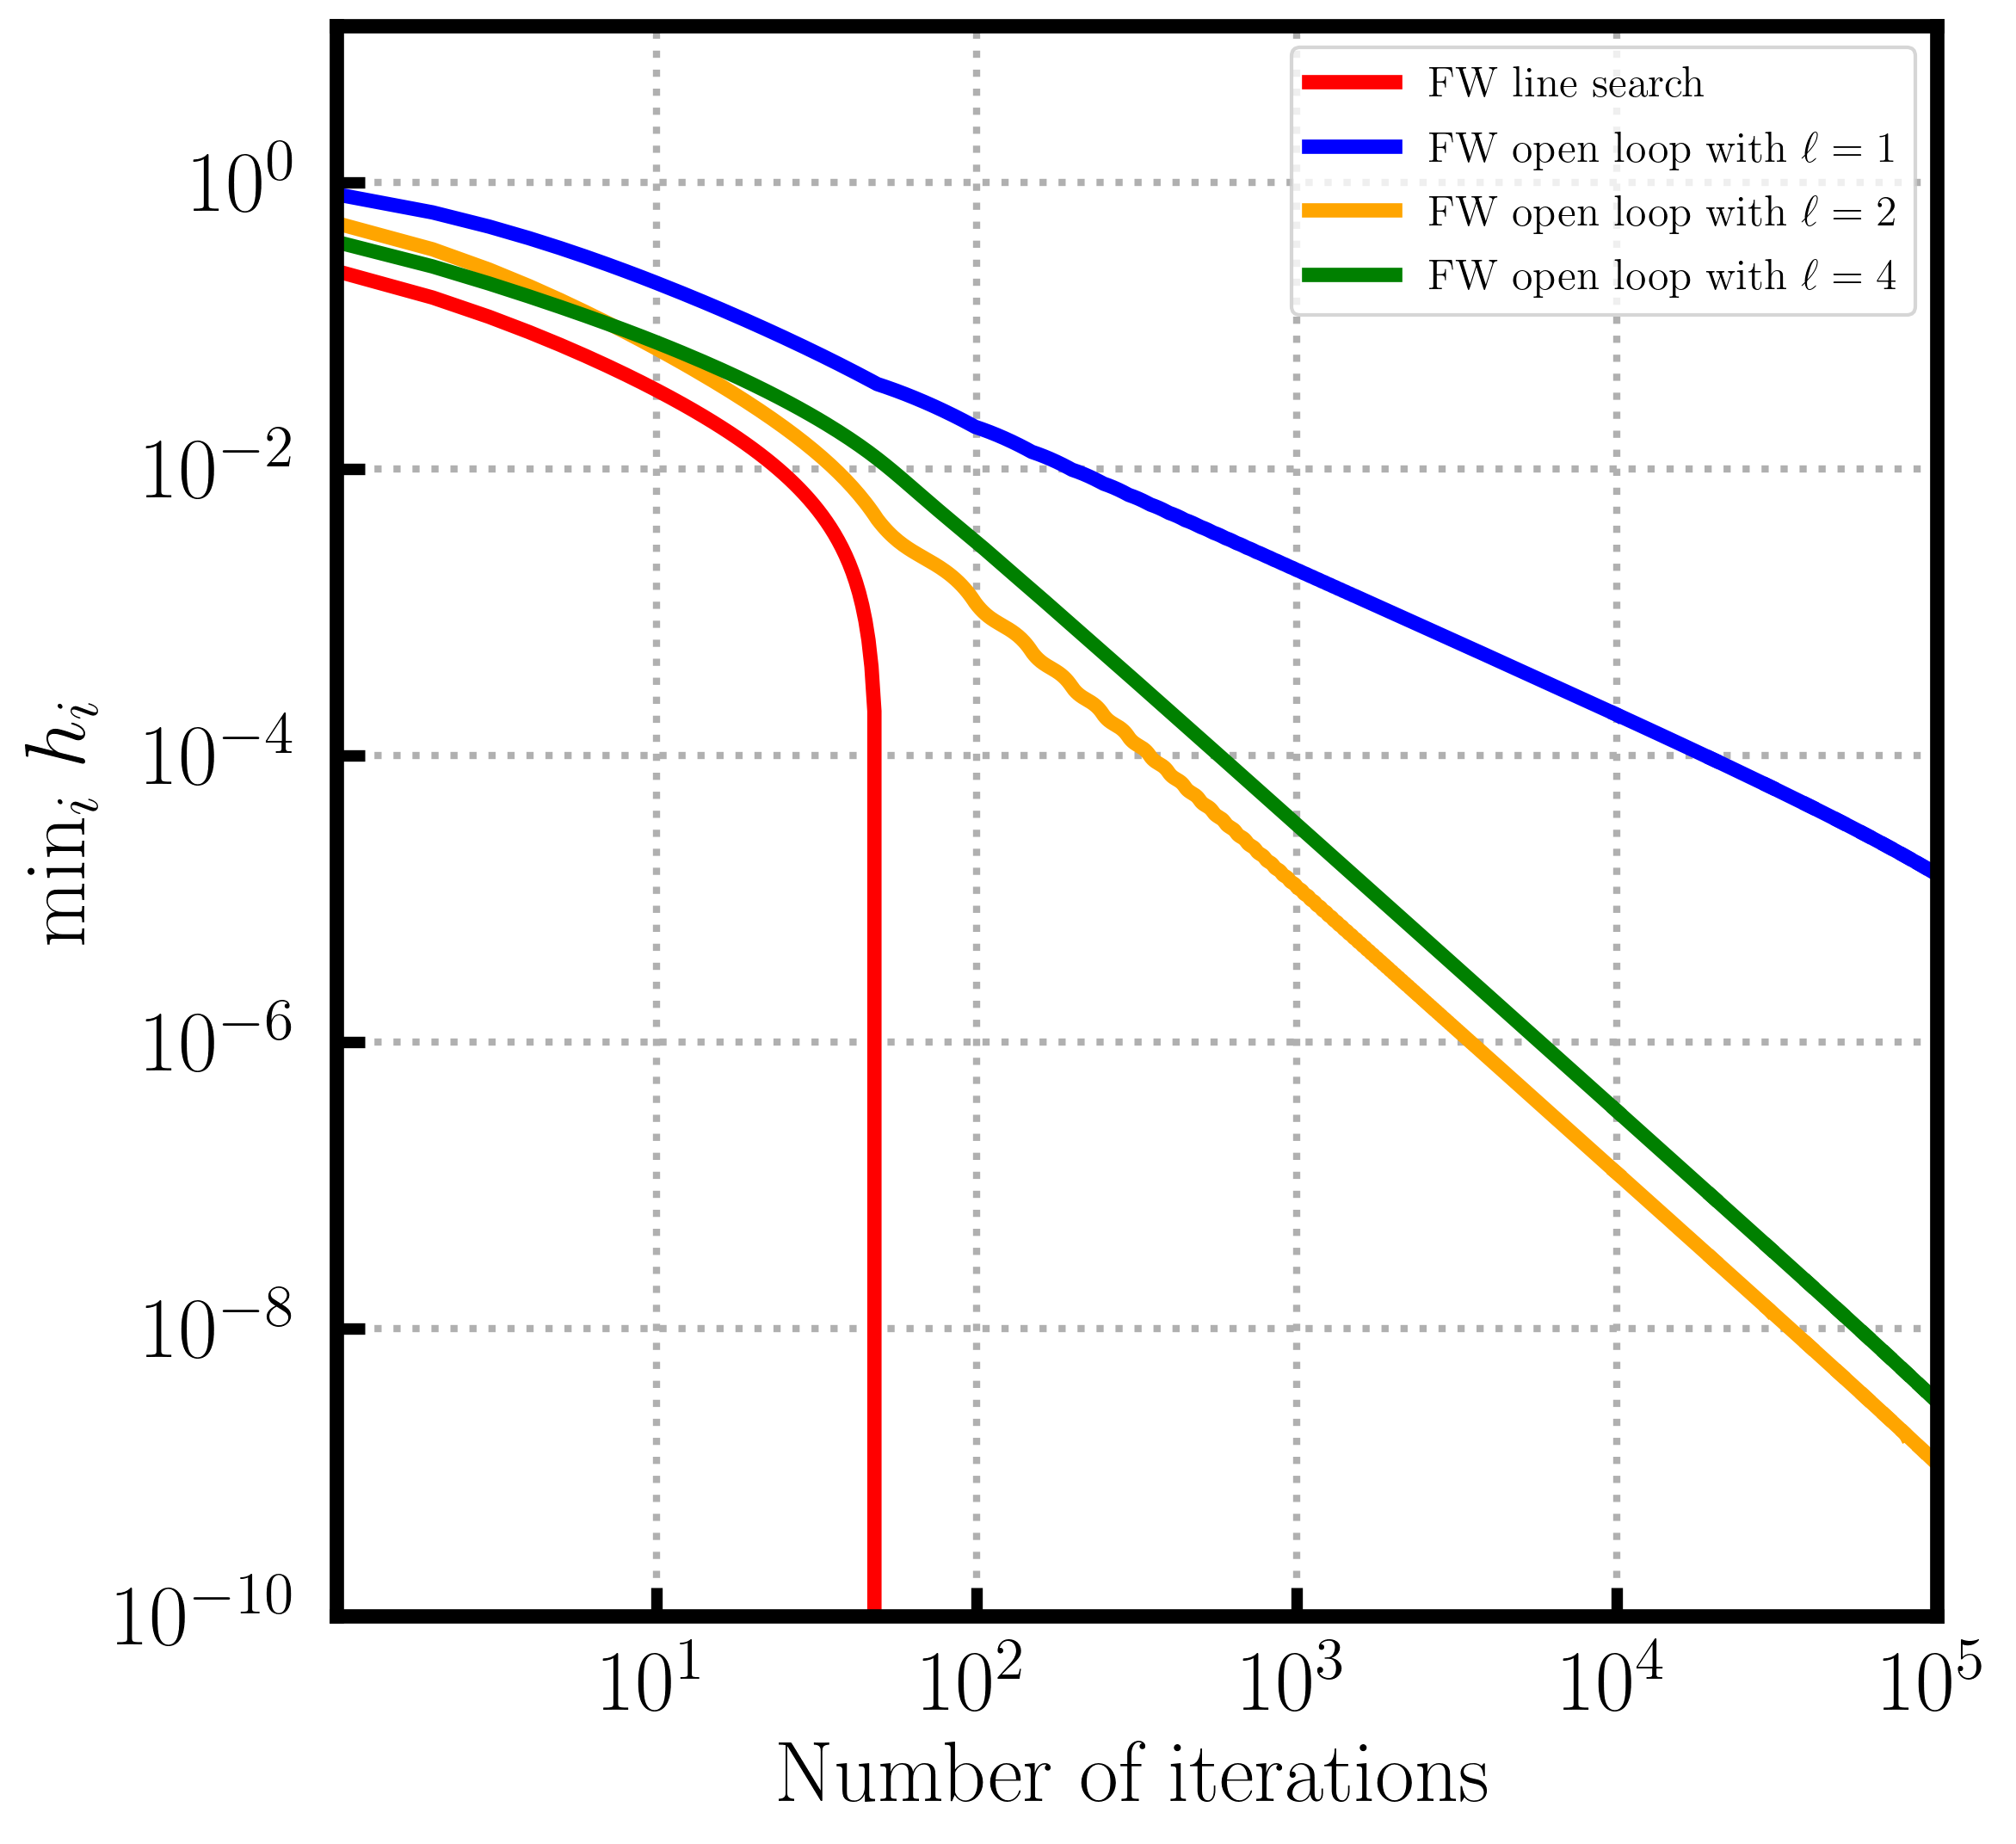 FW line search
FW open loop with ℓ = 1
FW open loop with ℓ = 2
FW open loop with ℓ = 4
min_i h_i
10^0
10^{-2}
10^{-4}
10^{-6}
10^{-8}
10^{-10}
10^1 10^2 10^3 10^4 10^5
Number of iterations